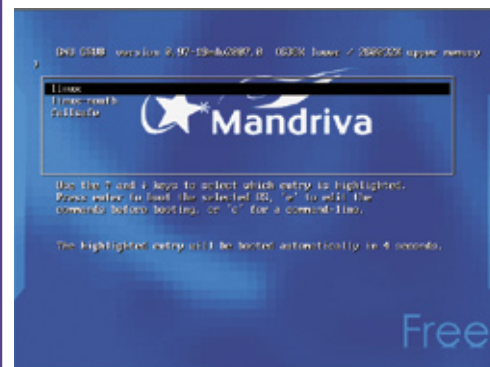 GNU GRUB version 0.97-19mdv2007.0 (638K lower / 260032K upper memory)
linux
linux-nonfb
failsafe
Mandriva
Use the ↑ and ↓ keys to select which entry is highlighted.
Press enter to boot the selected OS, 'e' to edit the
commands before booting, or 'c' for a command-line.
The highlighted entry will be booted automatically in 4 seconds.
Free